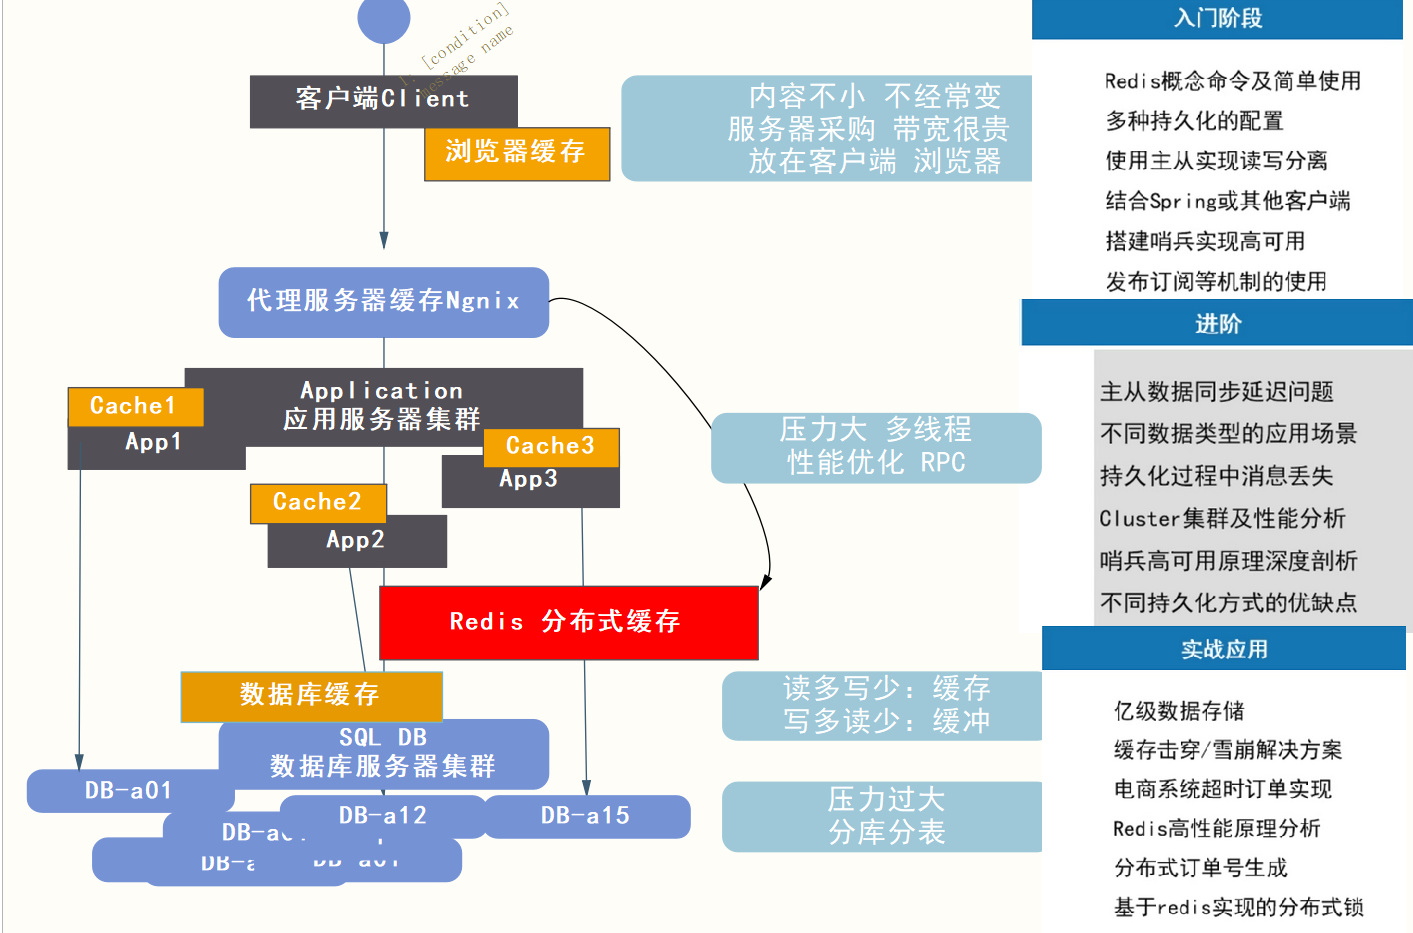 1: [condition]
message name
客户端Client
浏览器缓存
内容不小 不经常变
服务器采购 带宽很贵
放在客户端 浏览器
代理服务器缓存Ngnix
Application
应用服务器集群
Cache1
App1
Cache3
App3
Cache2
App2
压力大 多线程
性能优化 RPC
Redis 分布式缓存
数据库缓存
SQL DB
数据库服务器集群
读多写少：缓存
写多读少：缓冲
压力过大
分库分表
DB-a01
DB-a12
DB-a15
入门阶段
Redis概念命令及简单使用
多种持久化的配置
使用主从实现读写分离
结合Spring或其他客户端
搭建哨兵实现高可用
发布订阅等机制的使用
进阶
主从数据同步延迟问题
不同数据类型的应用场景
持久化过程中消息丢失
Cluster集群及性能分析
哨兵高可用原理深度剖析
不同持久化方式的优缺点
实战应用
亿级数据存储
缓存击穿/雪崩解决方案
电商系统超时订单实现
Redis高性能原理分析
分布式订单号生成
基于redis实现的分布式锁